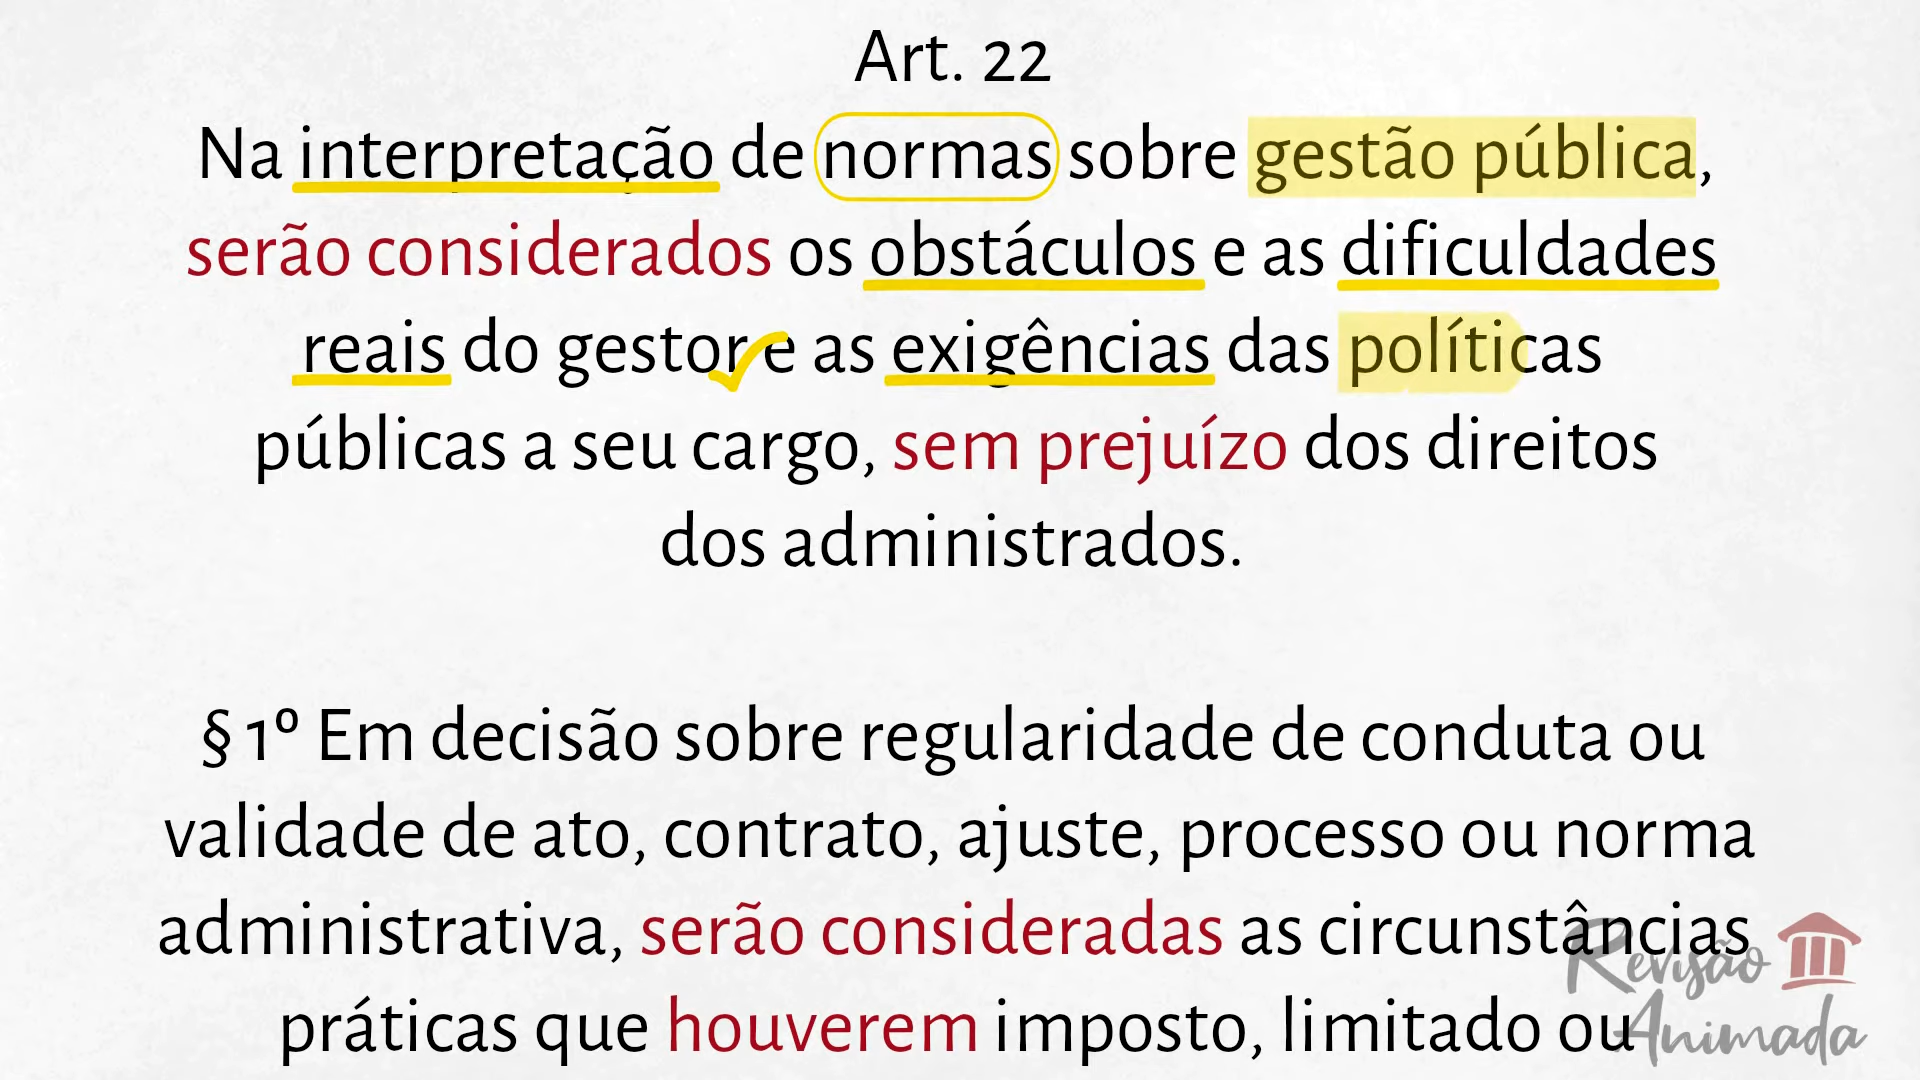 Art. 22
Na interpretação de normas sobre gestão pública,
serão considerados os obstáculos e as dificuldades
reais do gestor e as exigências das políticas
públicas a seu cargo, sem prejuízo dos direitos
dos administrados.
§ 1º Em decisão sobre regularidade de conduta ou
validade de ato, contrato, ajuste, processo ou norma
administrativa, serão consideradas as circunstâncias
práticas que houverem imposto, limitado ou
Revisão
Animada